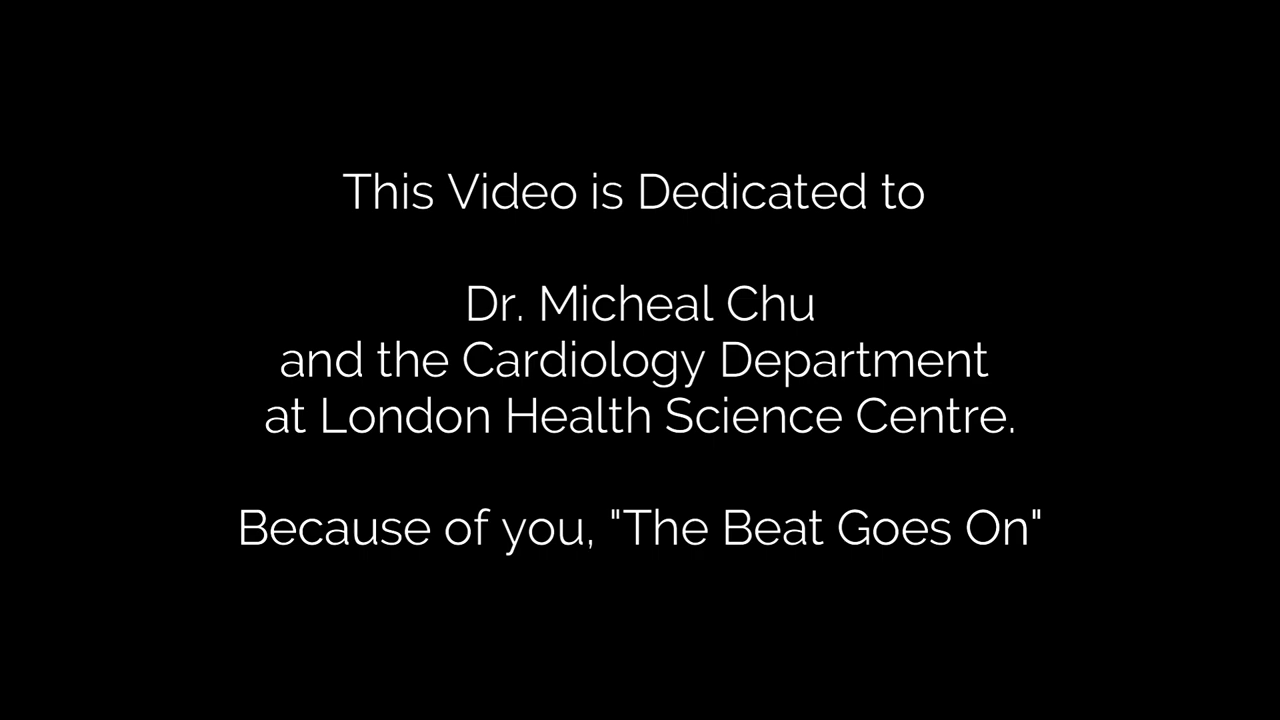 This Video is Dedicated to
Dr. Micheal Chu
and the Cardiology Department
at London Health Science Centre.
Because of you, "The Beat Goes On"